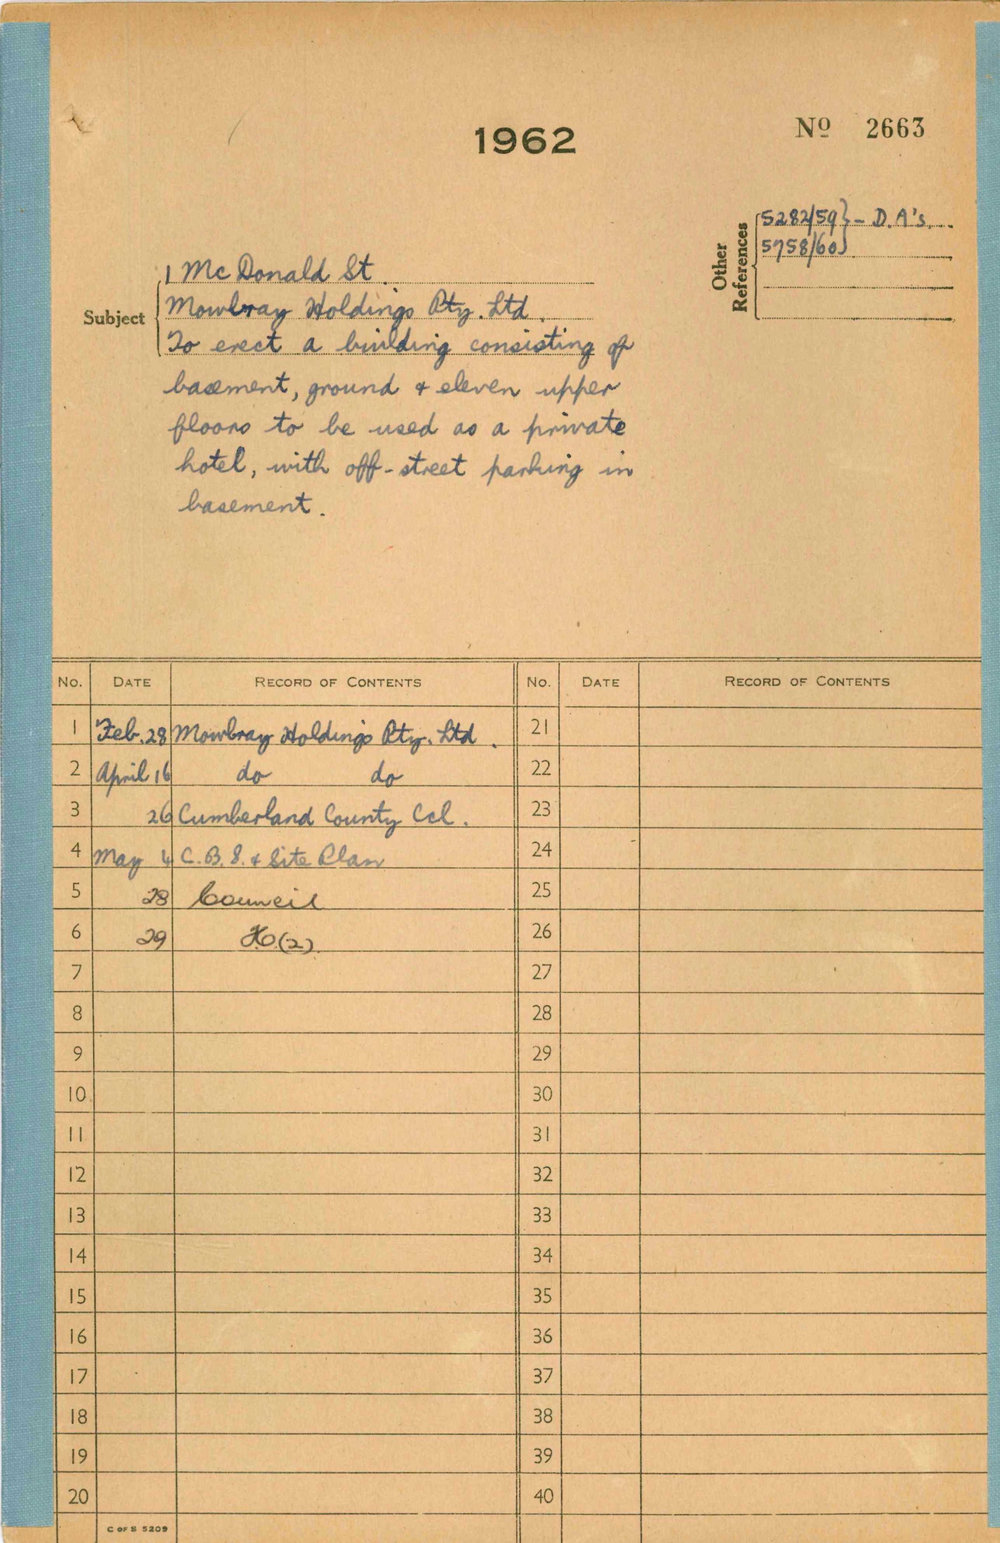 1962
No 2663
Other References
5282/59 } - D.A's.
5758/60 }
Subject
1 Mc Donald St.
Mowbray Holdings Pty. Ltd.
To erect a building consisting of
basement, ground & eleven upper
floors to be used as a private
hotel, with off-street parking in
basement.
No. DATE RECORD OF CONTENTS No. DATE RECORD OF CONTENTS
1 Feb. 28 Mowbray Holdings Pty. Ltd. 21
2 April 16 do do 22
3 26 Cumberland County Ccl. 23
4 May 4 C.B.S. & Site Plan 24
5 28 Council 25
6 29 (2) 26
7 27
8 28
9 29
10 30
11 31
12 32
13 33
14 34
15 35
16 36
17 37
18 38
19 39
20 40
C OF S 5209